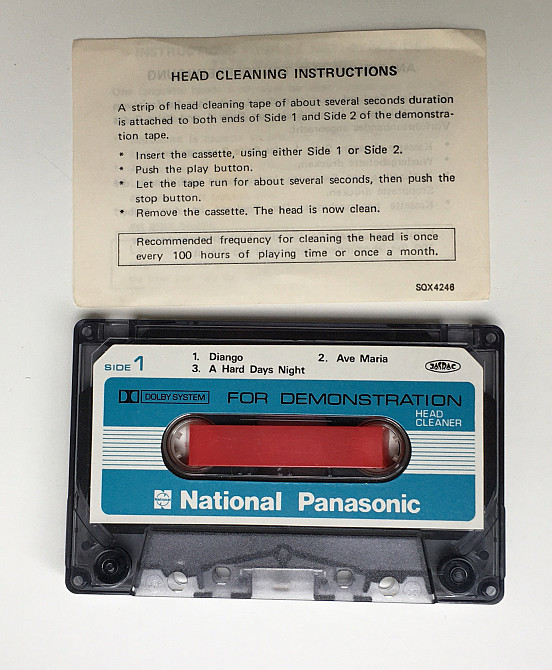 HEAD CLEANING INSTRUCTIONS
A strip of head cleaning tape of about several seconds duration
is attached to both ends of Side 1 and Side 2 of the demonstra-
tion tape.
* Insert the cassette, using either Side 1 or Side 2.
* Push the play button.
* Let the tape run for about several seconds, then push the
stop button.
* Remove the cassette. The head is now clean.
Recommended frequency for cleaning the head is once
every 100 hours of playing time or once a month.
SQX4246
SIDE 1
1. Diango
2. Ave Maria
3. A Hard Days Night
JASRAC
DOLBY SYSTEM
FOR DEMONSTRATION
HEAD
CLEANER
National Panasonic